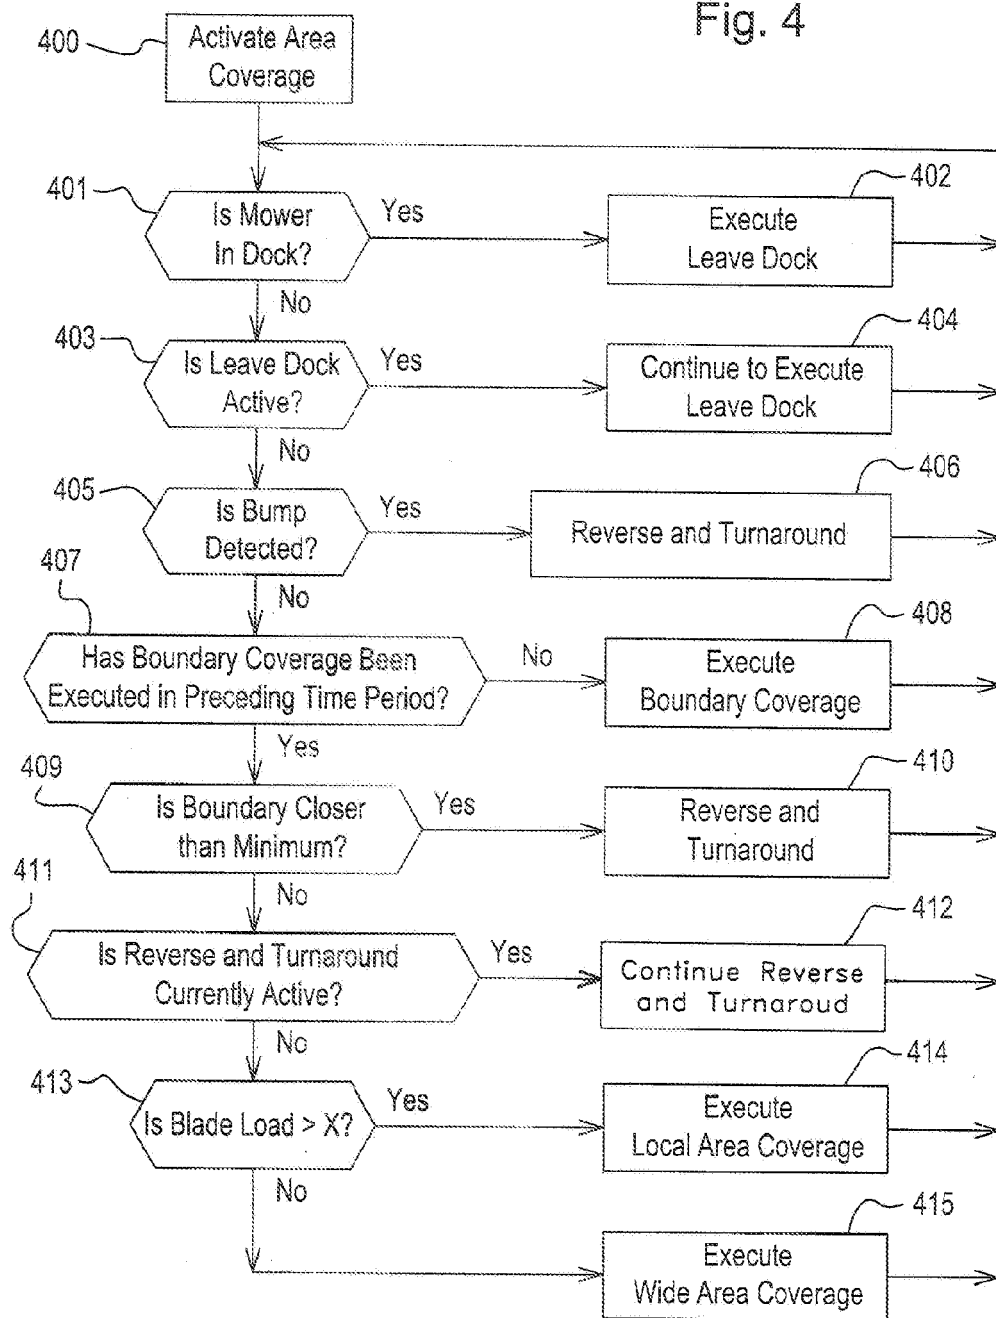 Fig. 4
400
Activate Area
Coverage
401
Is Mower
In Dock?
Yes
402
Execute
Leave Dock
No
403
Is Leave Dock
Active?
Yes
404
Continue to Execute
Leave Dock
No
405
Is Bump
Detected?
Yes
406
Reverse and Turnaround
No
407
Has Boundary Coverage Been
Executed in Preceding Time Period?
No
408
Execute
Boundary Coverage
Yes
409
Is Boundary Closer
than Minimum?
Yes
410
Reverse and
Turnaround
No
411
Is Reverse and Turnaround
Currently Active?
Yes
412
Continue Reverse
and Turnaroud
No
413
Is Blade Load > X?
Yes
414
Execute
Local Area Coverage
No
415
Execute
Wide Area Coverage